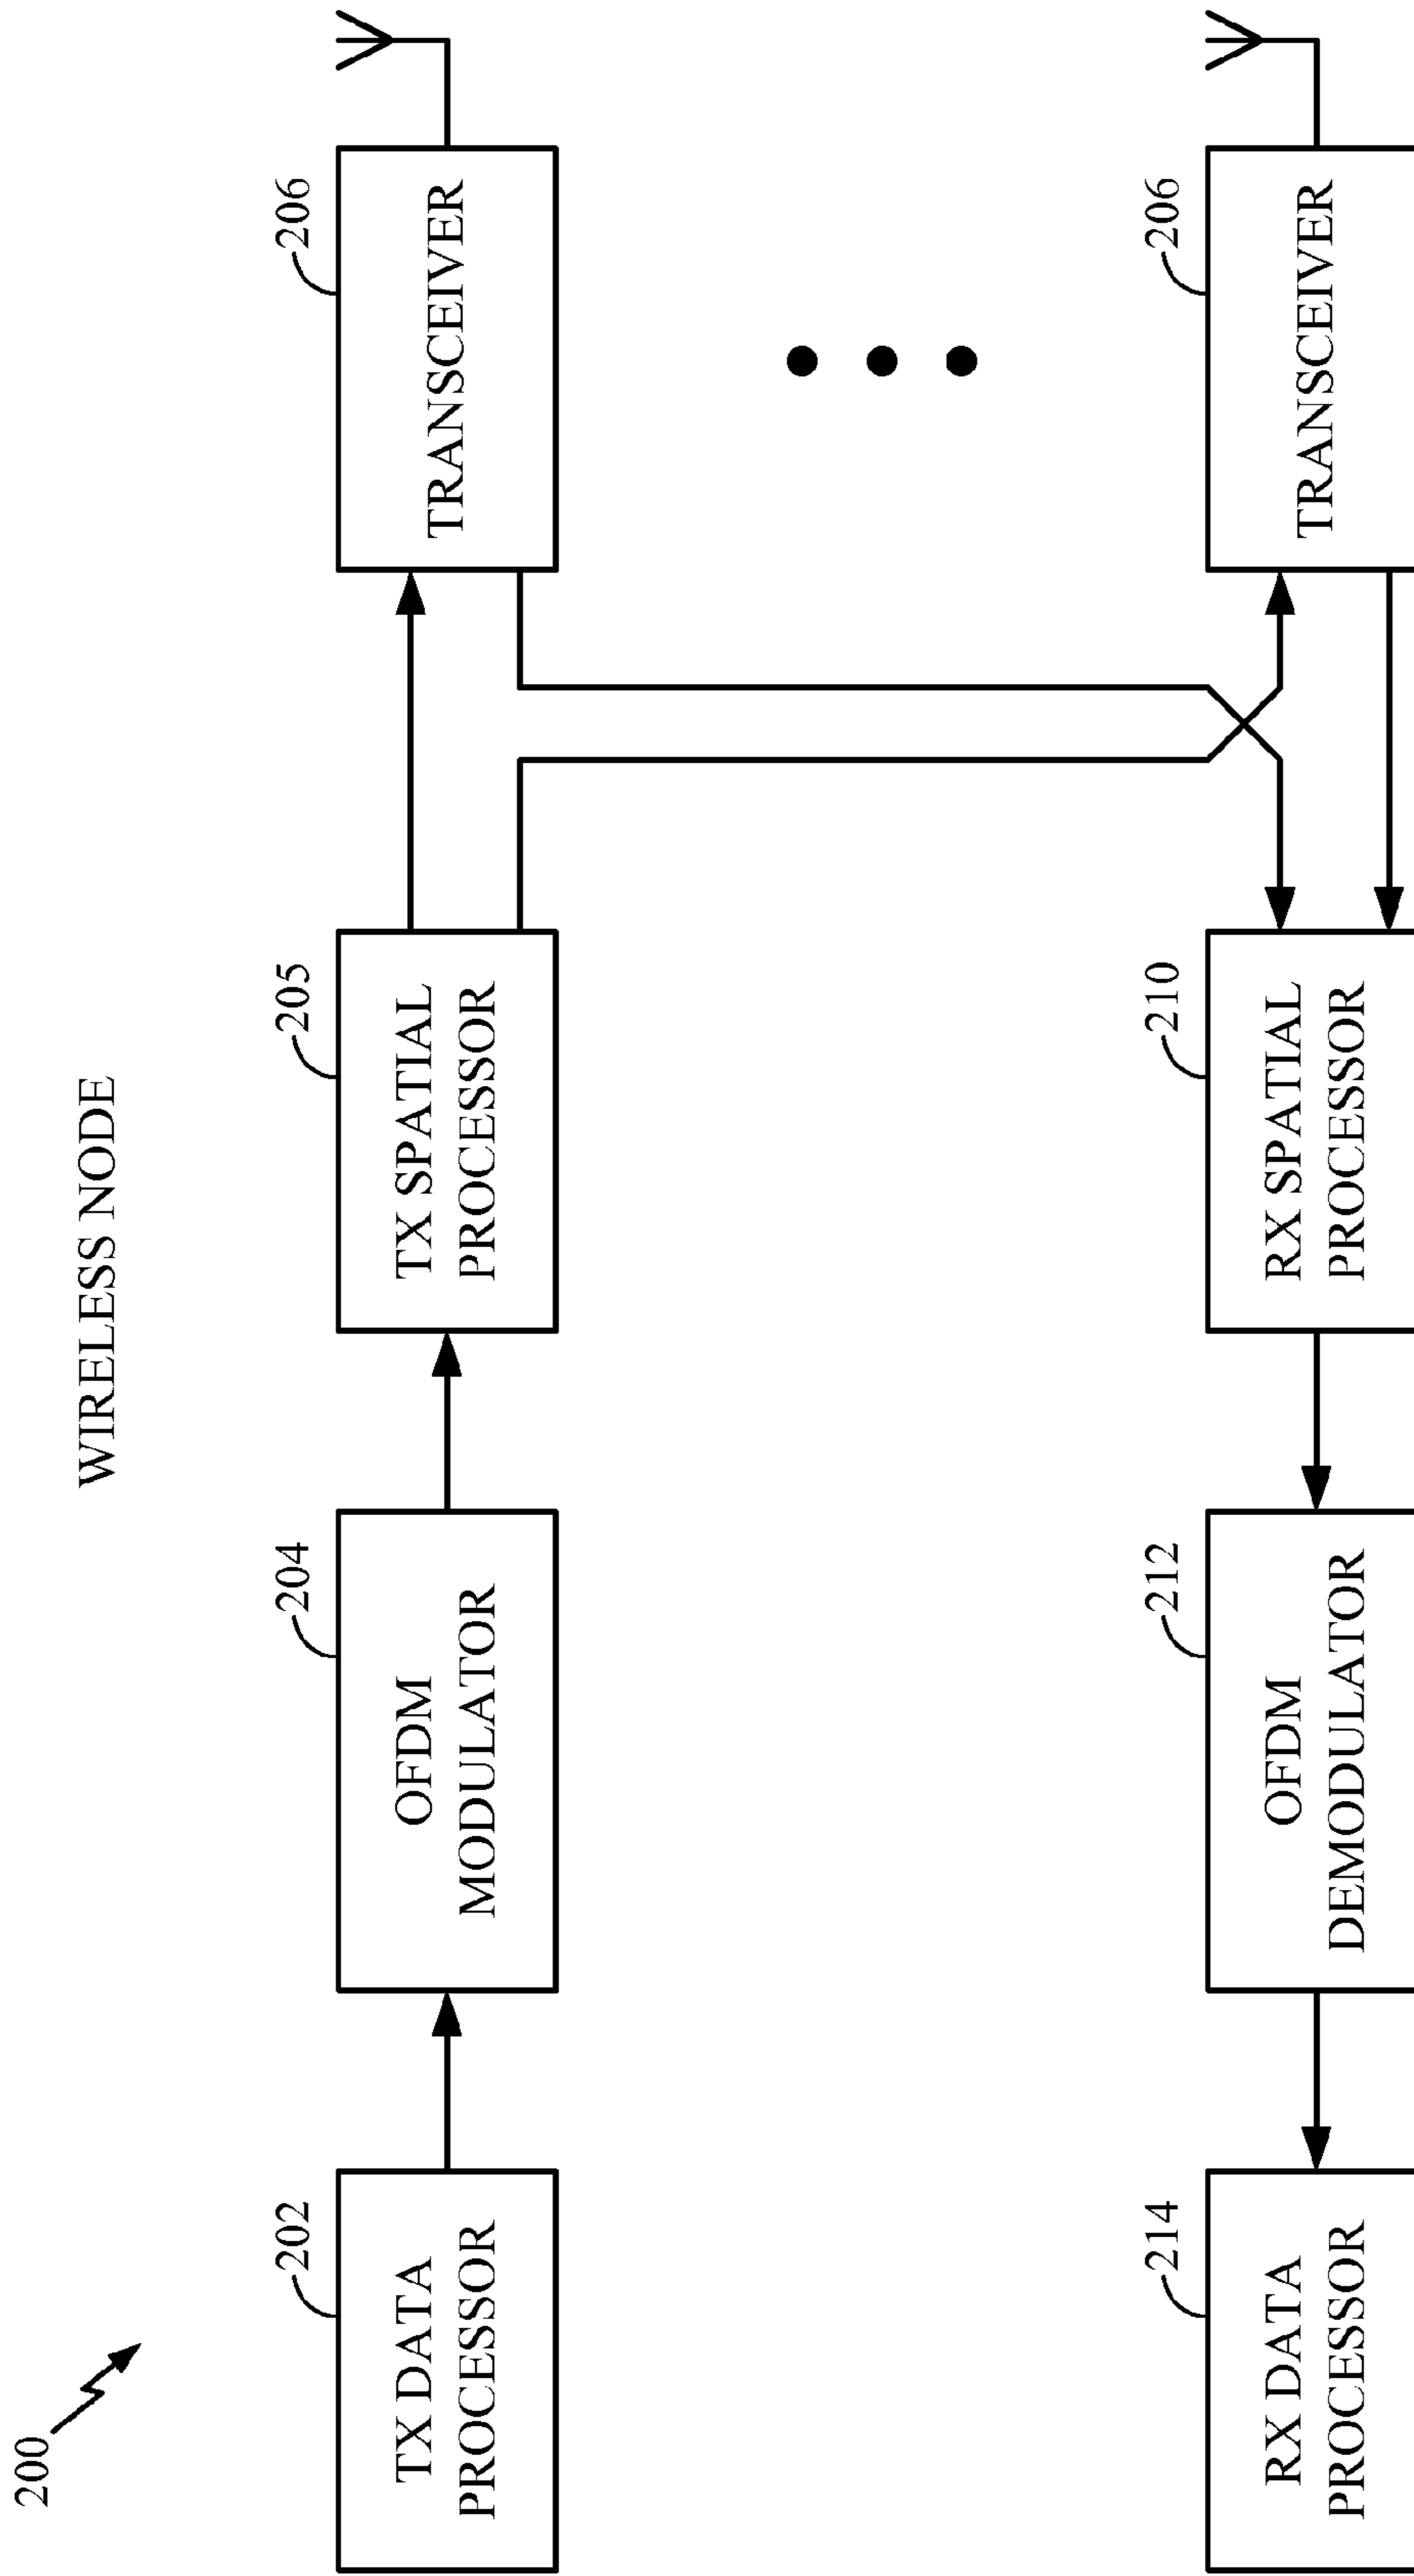 200
WIRELESS NODE
202
TX DATA
PROCESSOR
204
OFDM
MODULATOR
205
TX SPATIAL
PROCESSOR
206
TRANSCEIVER
214
RX DATA
PROCESSOR
212
OFDM
DEMODULATOR
210
RX SPATIAL
PROCESSOR
206
TRANSCEIVER